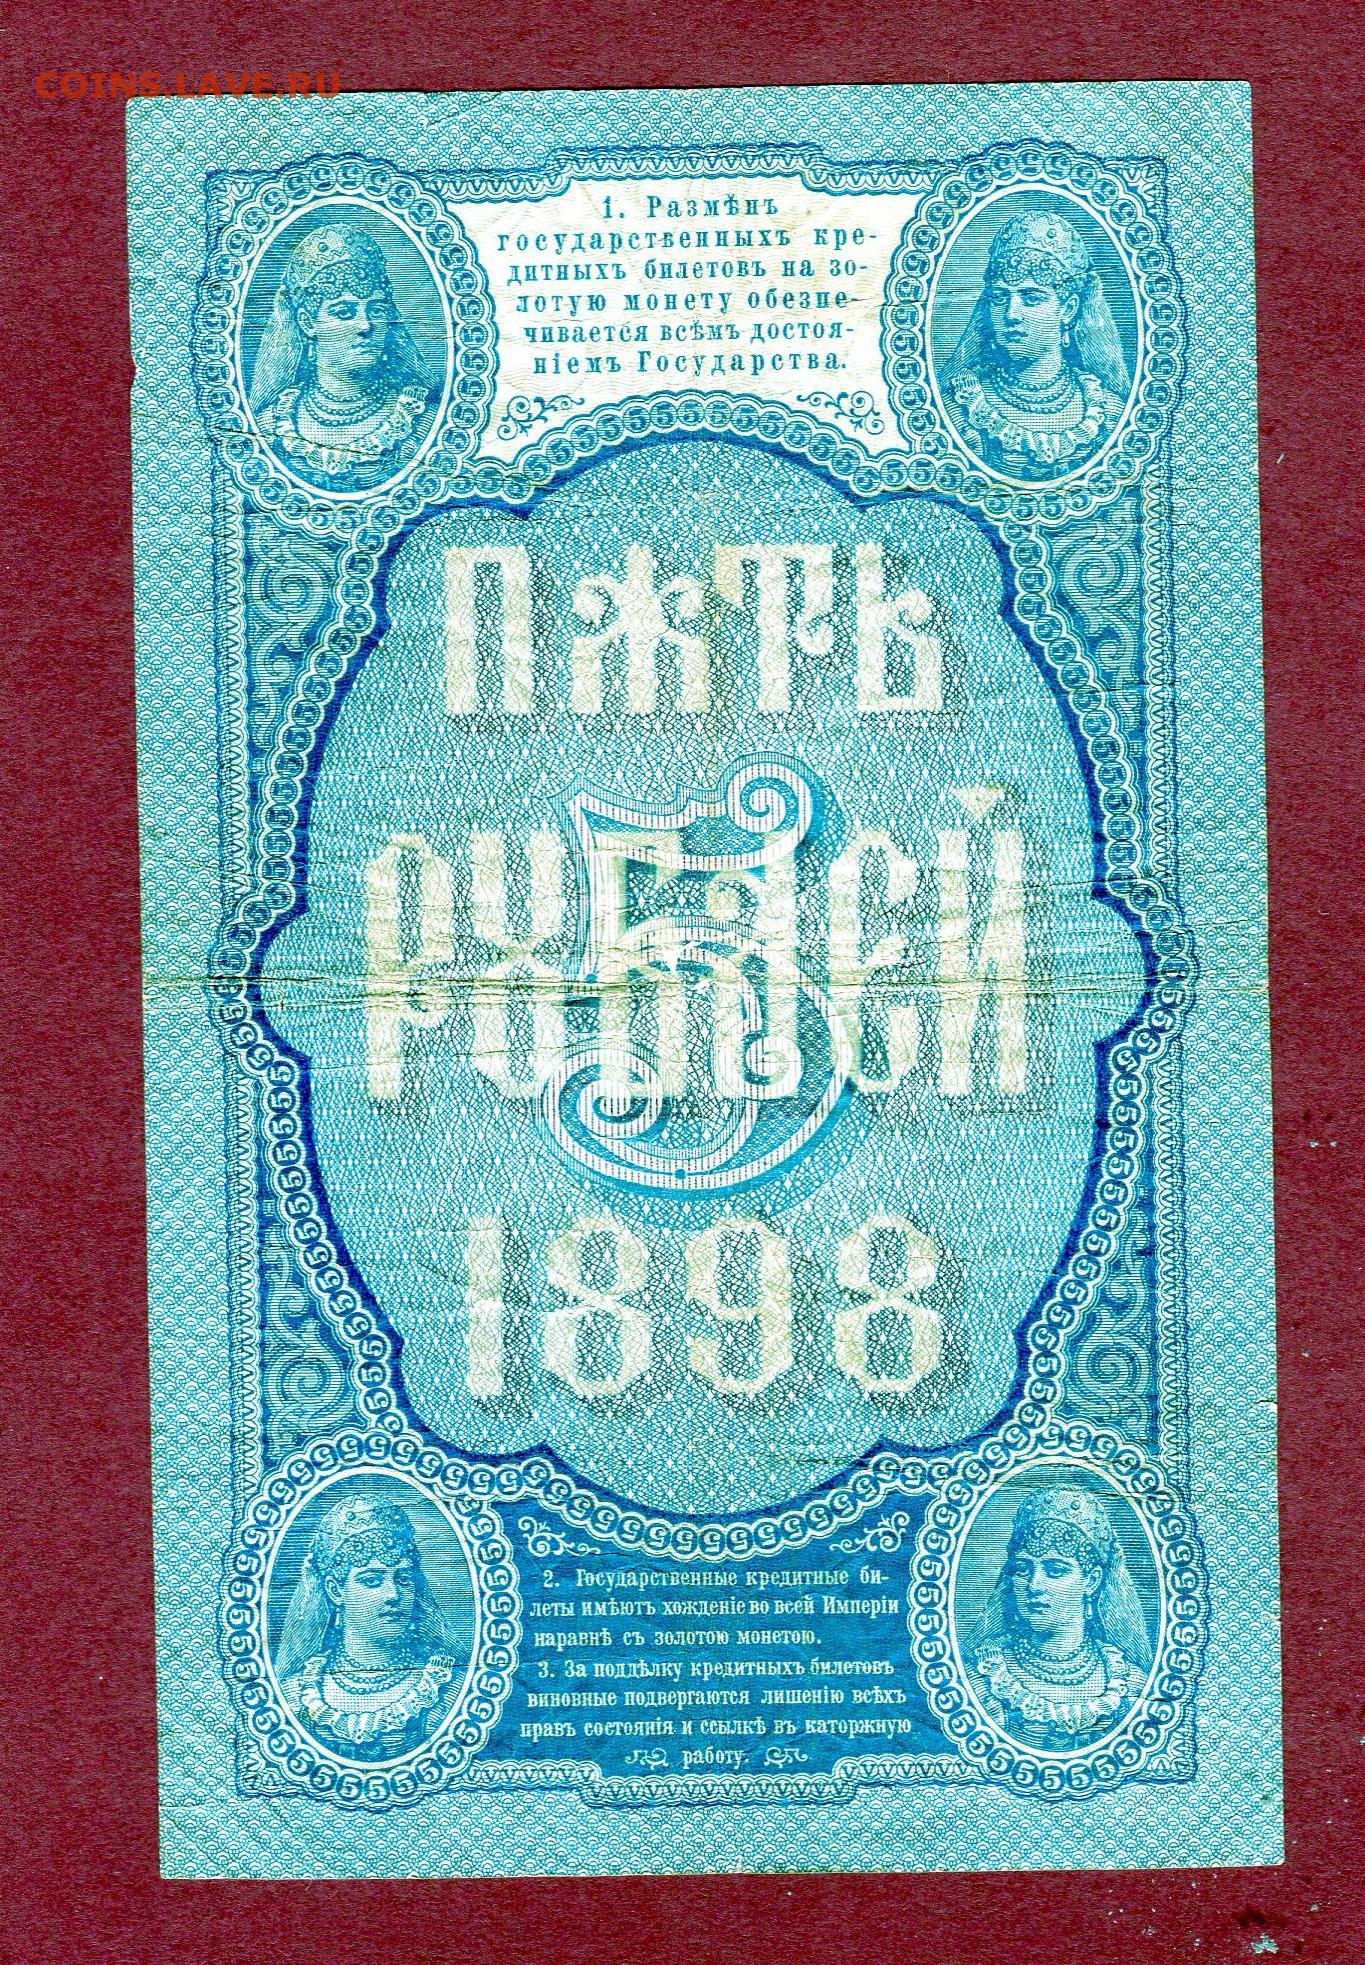 COINS.LAVE.RU
1. Размѣнъ
государственныхъ кре-
дитныхъ билетовъ на зо-
лотую монету обезпе-
чивается всѣмъ достоя-
ніемъ Государства.
ПѦТЬ
РУБЛЕЙ
5
1898
2. Государственные кредитные би-
леты имѣютъ хожденіе во всей Имперіи
наравнѣ съ золотою монетою.
3. За поддѣлку кредитныхъ билетовъ
виновные подвергаются лишенію всѣхъ
правъ состоянія и ссылкѣ въ каторжную
работу.